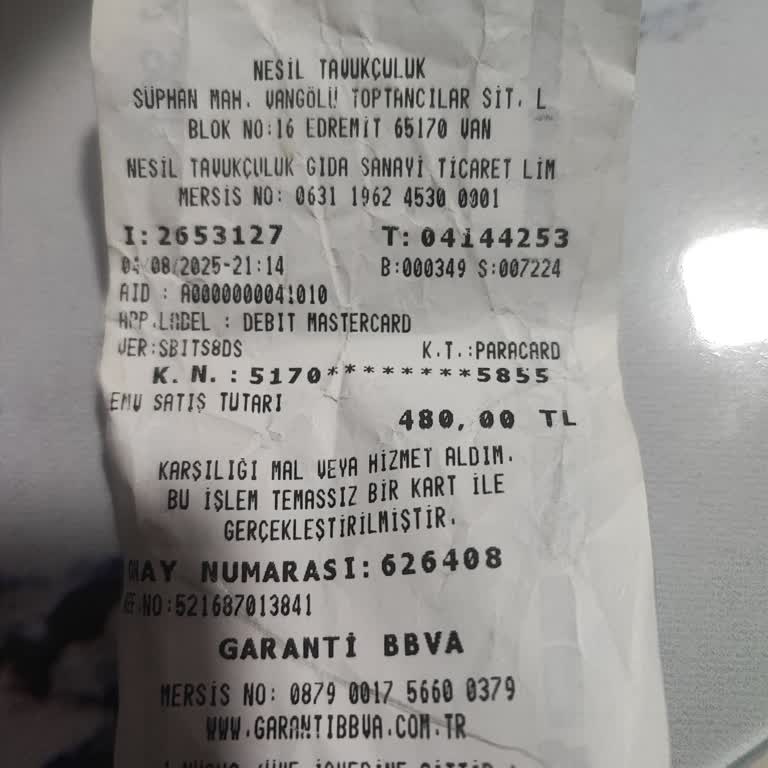 NESİL TAVUKÇULUK
SÜPHAN MAH. VANGÖLÜ TOPTANCILAR SİT. L
BLOK NO:16 EDREMİT 65170 VAN
NESİL TAVUKÇULUK GIDA SANAYİ TİCARET LİM
MERSİS NO: 0631 1962 4530 0001
I: 2653127 T: 04144253
04/08/2025-21:14 B:000349 S:007224
AID : A0000000041010
APP.LABEL : DEBIT MASTERCARD
VER:SBITS8DS K.T.:PARACARD
K. N. : 5170********5855
EMV SATIŞ TUTARI
480,00 TL
KARŞILIĞI MAL VEYA HİZMET ALDIM.
BU İŞLEM TEMASSIZ BİR KART İLE
GERÇEKLEŞTİRİLMİŞTİR.
ONAY NUMARASI: 626408
REF.NO:521687013841
GARANTİ BBVA
MERSİS NO: 0879 0017 5660 0379
WWW.GARANTIBBVA.COM.TR